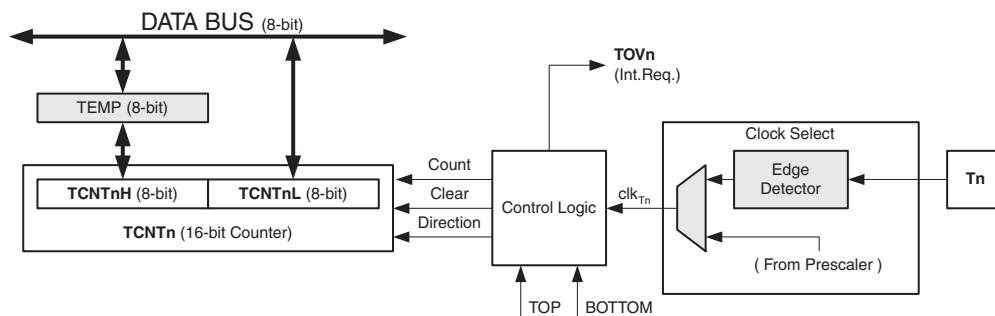 DATA BUS (8-bit)
TOVn
(Int.Req.)
TEMP (8-bit)
Clock Select
Count
Edge
Detector
Tn
TCNTnH (8-bit) TCNTnL (8-bit)
Clear
Control Logic
clkTn
TCNTn (16-bit Counter)
Direction
( From Prescaler )
TOP
BOTTOM